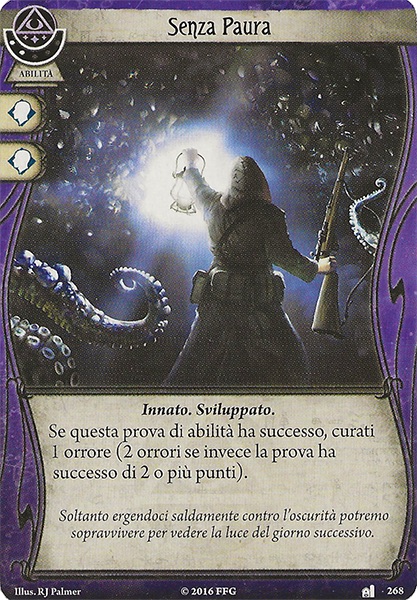 Senza Paura
ABILITÀ
Innato. Sviluppato.
Se questa prova di abilità ha successo, curati
1 orrore (2 orrori se invece la prova ha
successo di 2 o più punti).
Soltanto ergendoci saldamente contro l'oscurità potremo
sopravvivere per vedere la luce del giorno successivo.
Illus. RJ Palmer
© 2016 FFG
268